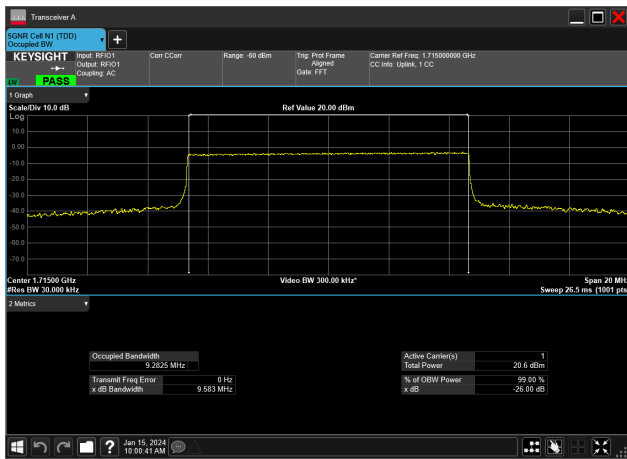 Transceiver A
5GNR Cell N1 (TDD)
Occupied BW
KEYSIGHT
PASS
Input: RFIO1
Output: RFIO1
Coupling: AC
Corr CCorr
Range: -60 dBm
Trig: Prot Frame
Aligned
Gate: FFT
Carrier Ref Freq: 1.715000000 GHz
CC Info: Uplink, 1 CC
1 Graph
Scale/Div 10.0 dB
Ref Value 20.00 dBm
Log
10.0
0.00
-10.0
-20.0
-30.0
-40.0
-50.0
-60.0
-70.0
Center 1.71500 GHz
Video BW 300.00 kHz*
Span 20 MH
#Res BW 30.000 kHz
Sweep 26.5 ms (1001 pts
2 Metrics
Occupied Bandwidth
9.2825 MHz
Transmit Freq Error 0 Hz
x dB Bandwidth 9.583 MHz
Active Carrier(s) 1
Total Power 20.6 dBm
% of OBW Power 99.00 %
x dB -26.00 dB
Jan 15, 2024
10:00:41 AM